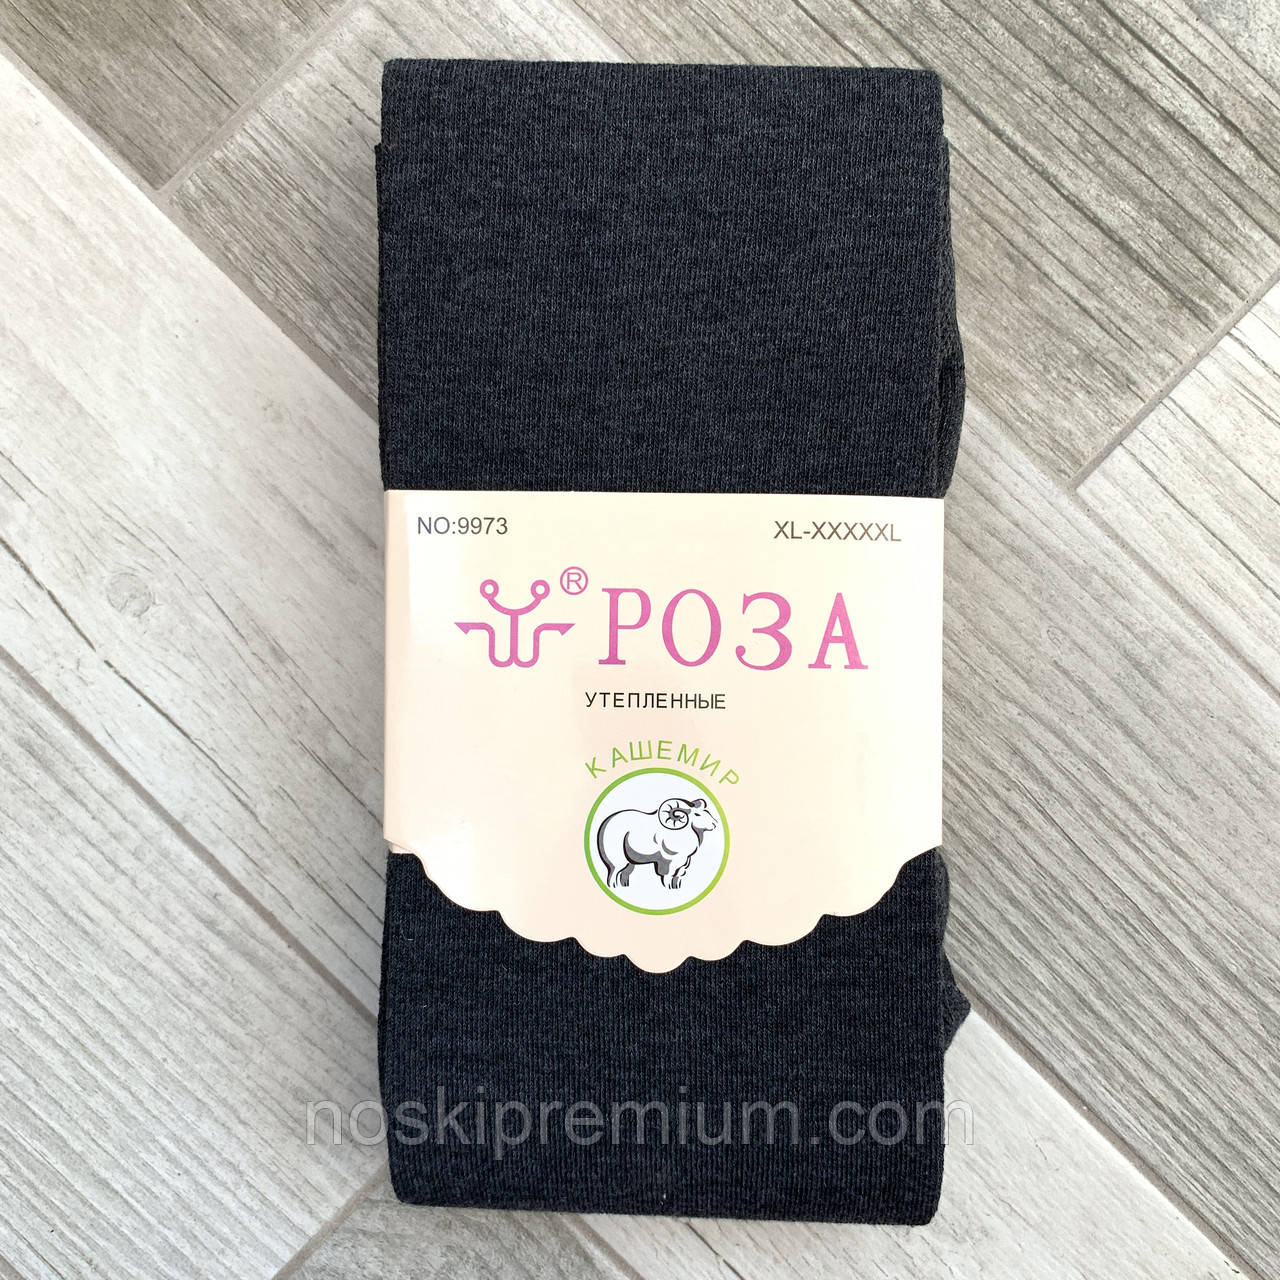 NO:9973
XL-XXXXXL
® РОЗА
УТЕПЛЕННЫЕ
КАШЕМИР
noskipremium.com